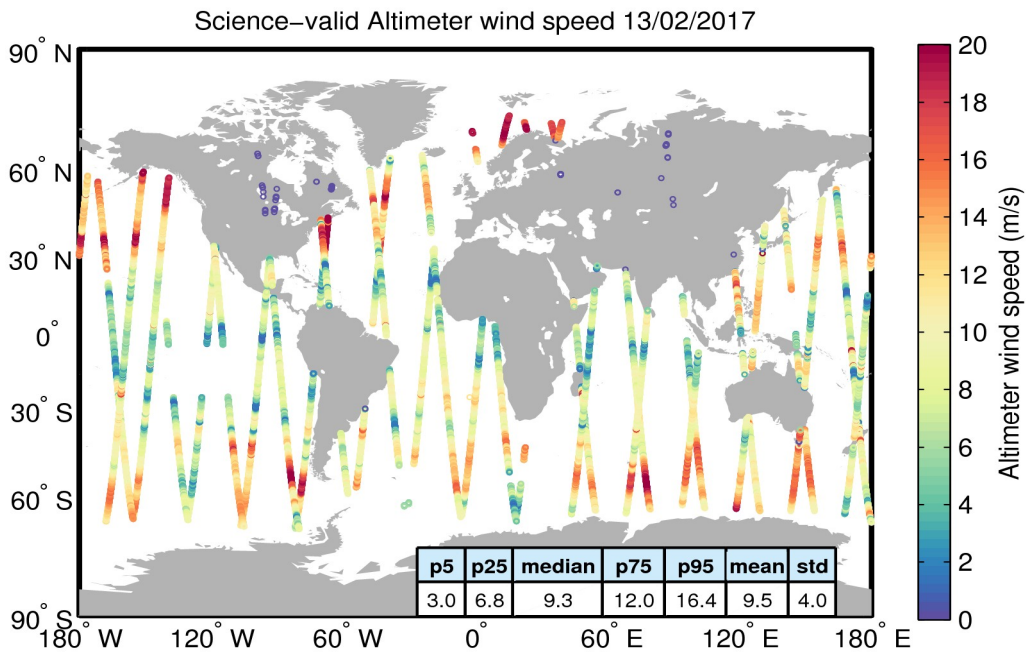 Science-valid Altimeter wind speed 13/02/2017
90° N
60° N
30° N
0°
30° S
60° S
90° S
180° W
120° W
60° W
0°
60° E
120° E
180° E
p5 p25 median p75 p95 mean std
3.0 6.8 9.3 12.0 16.4 9.5 4.0
20
18
16
14
12
10
8
6
4
2
0
Altimeter wind speed (m/s)